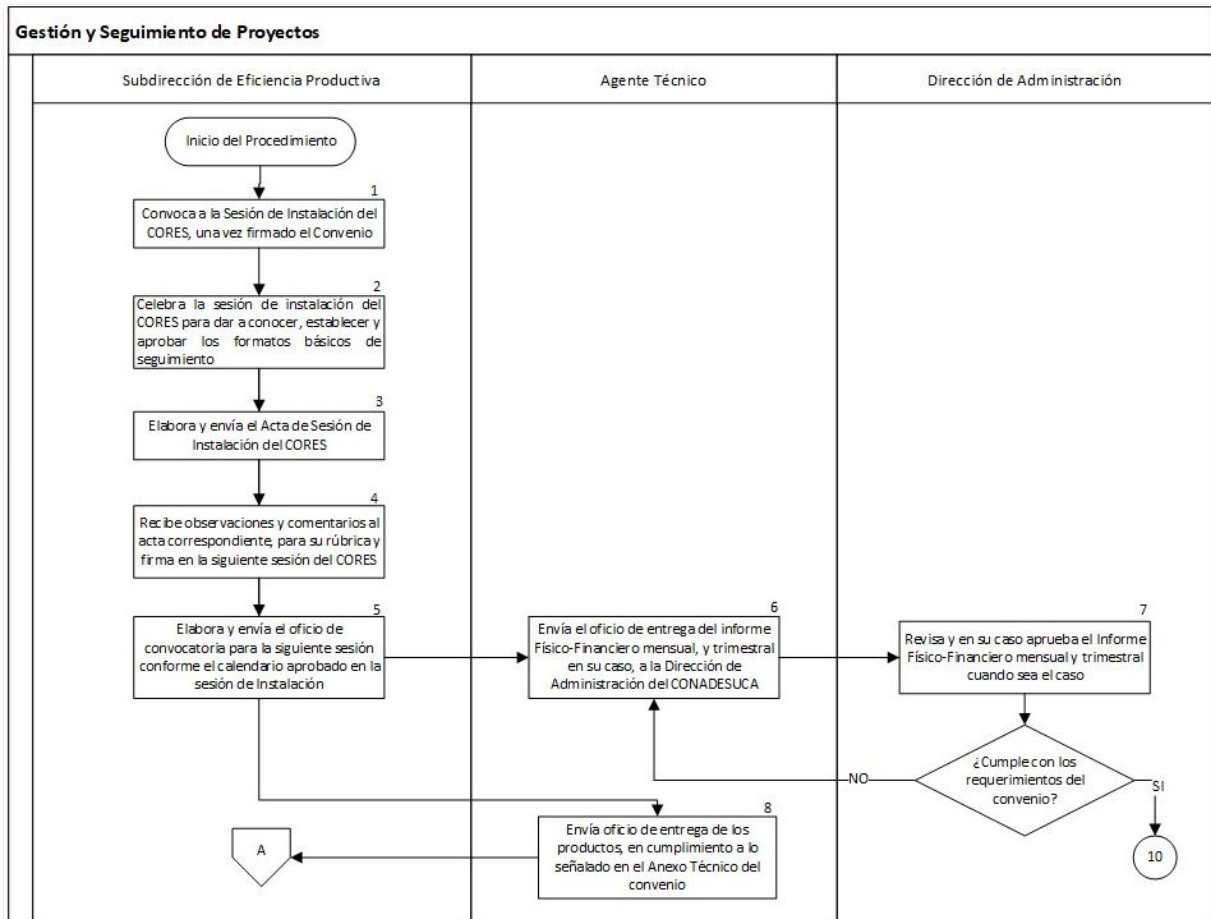 Gestión y Seguimiento de Proyectos
Subdirección de Eficiencia Productiva
Agente Técnico
Dirección de Administración
Inicio del Procedimiento
1
Convoca a la Sesión de Instalación del
CORES, una vez firmado el Convenio
2
Celebra la sesión de instalación del
CORES para dar a conocer, establecer y
aprobar los formatos básicos de
seguimiento
3
Elabora y envía el Acta de Sesión de
Instalación del CORES
4
Recibe observaciones y comentarios al
acta correspondiente, para su rúbrica y
firma en la siguiente sesión del CORES
5
Elabora y envía el oficio de
convocatoria para la siguiente sesión
conforme el calendario aprobado en la
sesión de Instalación
6
Envía el oficio de entrega del informe
Físico-Financiero mensual, y trimestral
en su caso, a la Dirección de
Administración del CONADESUCA
7
Revisa y en su caso aprueba el Informe
Físico-Financiero mensual y trimestral
cuando sea el caso
¿Cumple con los
requerimientos del
convenio?
NO
SI
10
8
Envía oficio de entrega de los
productos, en cumplimiento a lo
señalado en el Anexo Técnico del
convenio
A